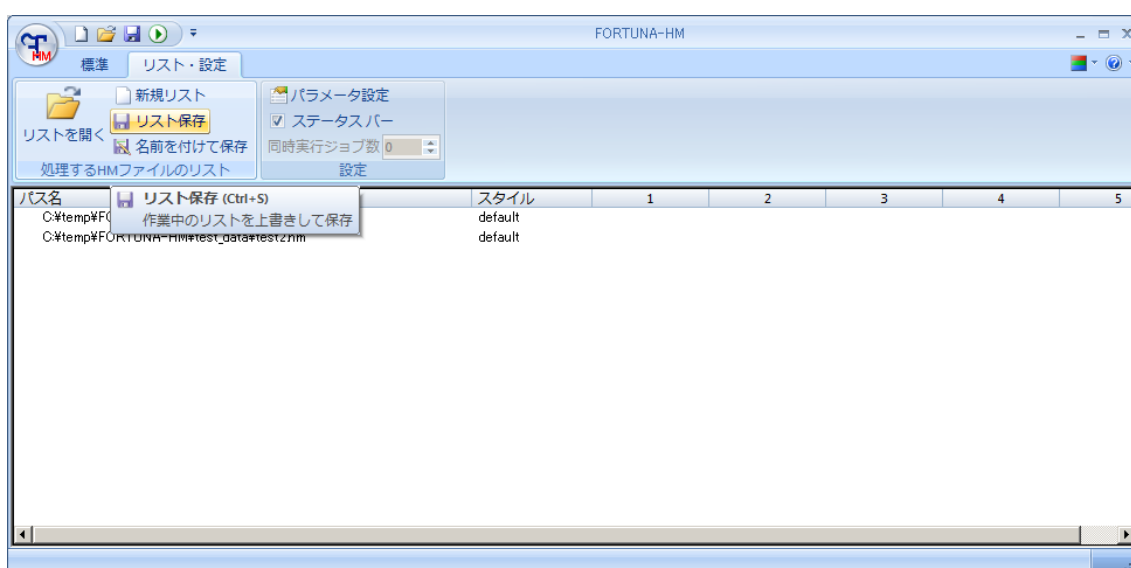 FORTUNA-HM
HM
標準 リスト・設定
リストを開く
新規リスト
リスト保存
名前を付けて保存
処理するHMファイルのリスト
パラメータ設定
ステータス バー
同時実行ジョブ数 0
設定
パス名 スタイル 1 2 3 4 5
リスト保存 (Ctrl+S)
作業中のリストを上書きして保存
C:¥temp¥FO default
C:¥temp¥FORTUNA-HM¥test_data¥test2.hm default